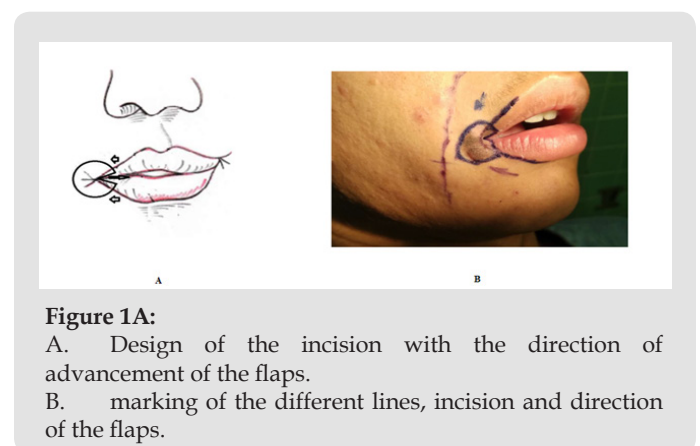 A
B
Figure 1A:
A. Design of the incision with the direction of
advancement of the flaps.
B. marking of the different lines, incision and direction
of the flaps.